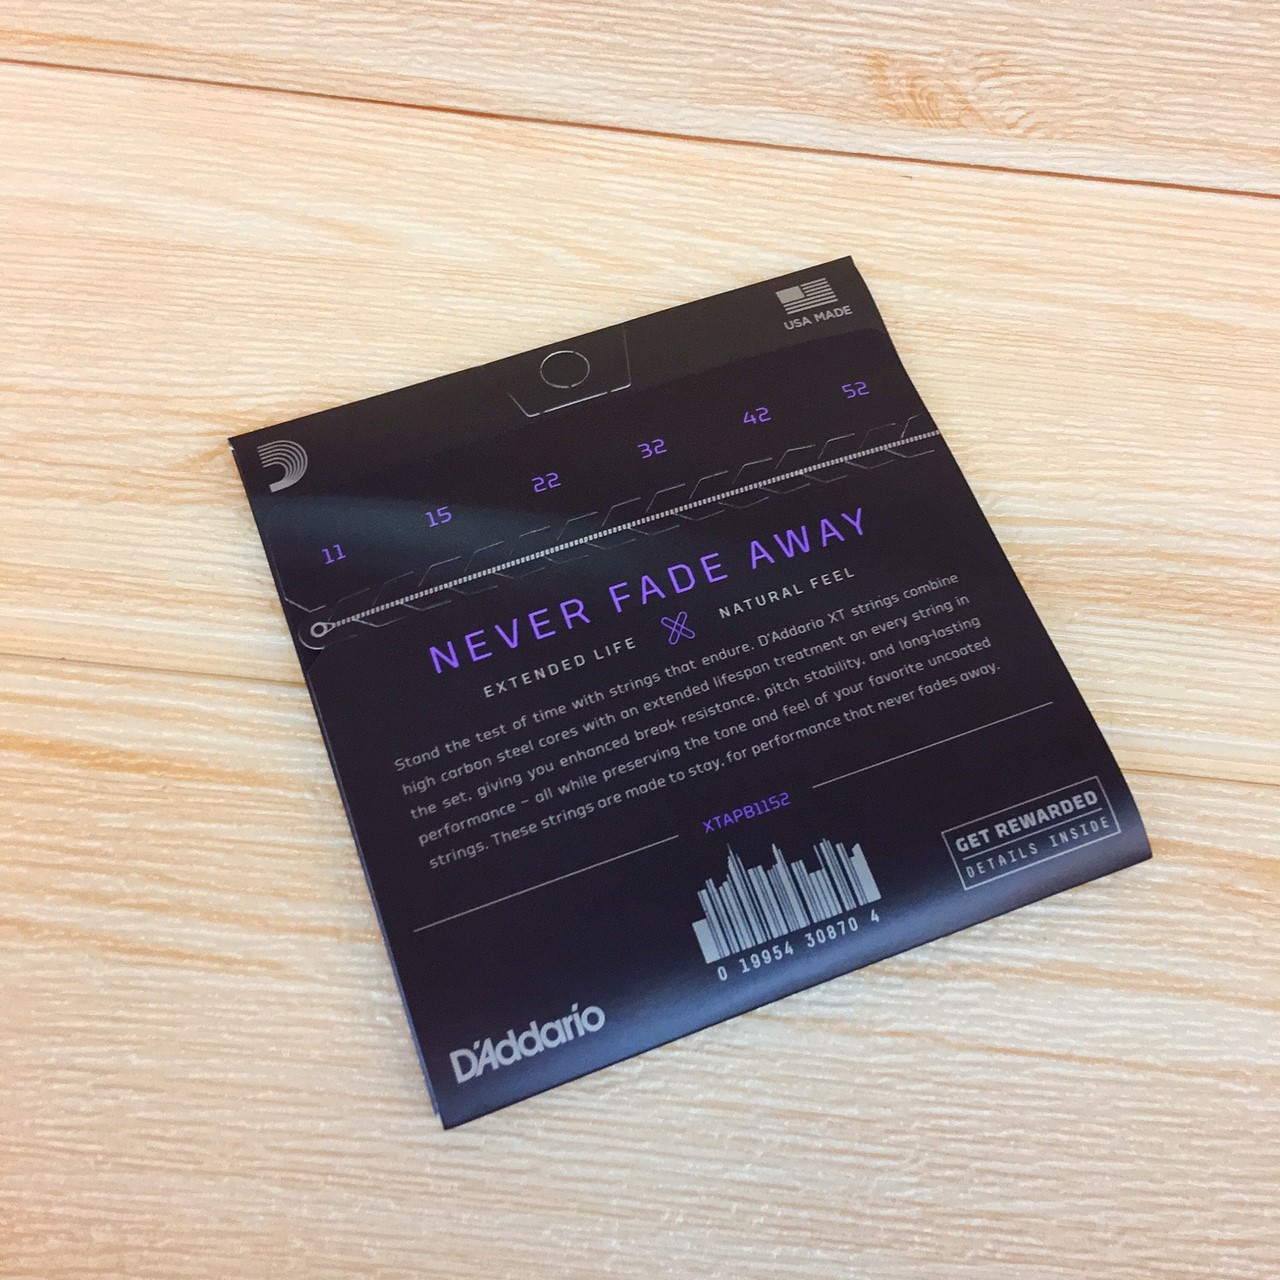 USA MADE
11 15 22 32 42 52
NEVER FADE AWAY
EXTENDED LIFE NATURAL FEEL
Stand the test of time with strings that endure. D'Addario XT strings combine
high carbon steel cores with an extended lifespan treatment on every string in
the set, giving you enhanced break resistance, pitch stability, and long-lasting
performance – all while preserving the tone and feel of your favorite uncoated
strings. These strings are made to stay, for performance that never fades away.
XTAPB1152
GET REWARDED
DETAILS INSIDE
0 19954 30870 4
D'Addario